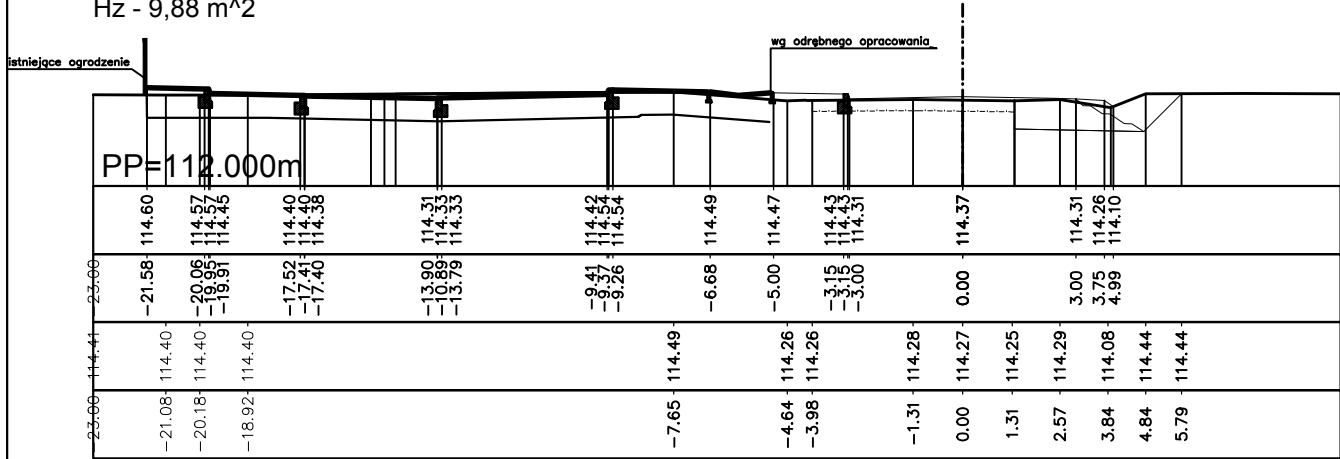 Hz - 9,88 m^2
istniejące ogrodzenie
wg odrębnego opracowania
PP=112.000m
114.60 114.57 114.57 114.45 114.40 114.40 114.38 114.31 114.33 114.33 114.42 114.54 114.54 114.49 114.47 114.43 114.43 114.31 114.37 114.31 114.26 114.10
-23.00 -21.58 -20.06 -19.95 -19.91 -17.52 -17.41 -17.40 -13.90 -10.89 -13.79 -9.41 -9.37 -9.26 -6.68 -5.00 -3.15 -3.15 -3.00 0.00 3.00 3.75 4.99
114.41 114.40 114.40 114.40 114.49 114.26 114.26 114.28 114.27 114.25 114.29 114.08 114.44 114.44
-23.00 -21.08 -20.18 -18.92 -7.65 -4.64 -3.98 -1.31 0.00 1.31 2.57 3.84 4.84 5.79